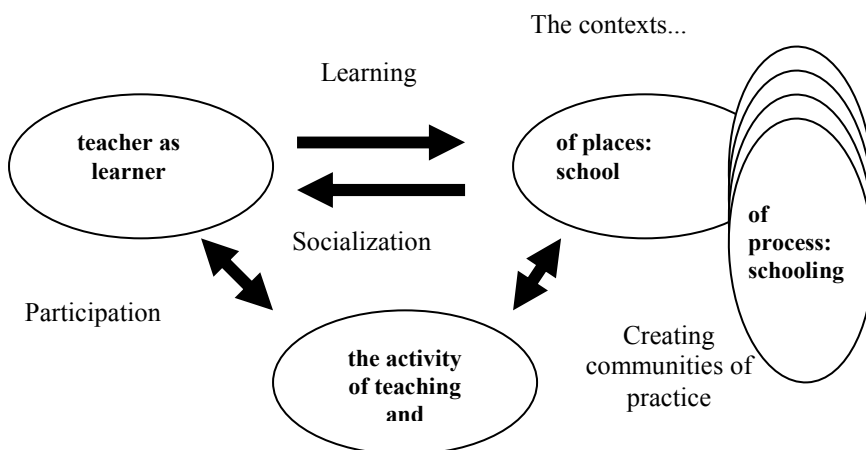 The contexts...
Learning
teacher as
learner
of places:
school
of
process:
schooling
Socialization
Participation
the activity
of teaching
and
Creating
communities of
practice